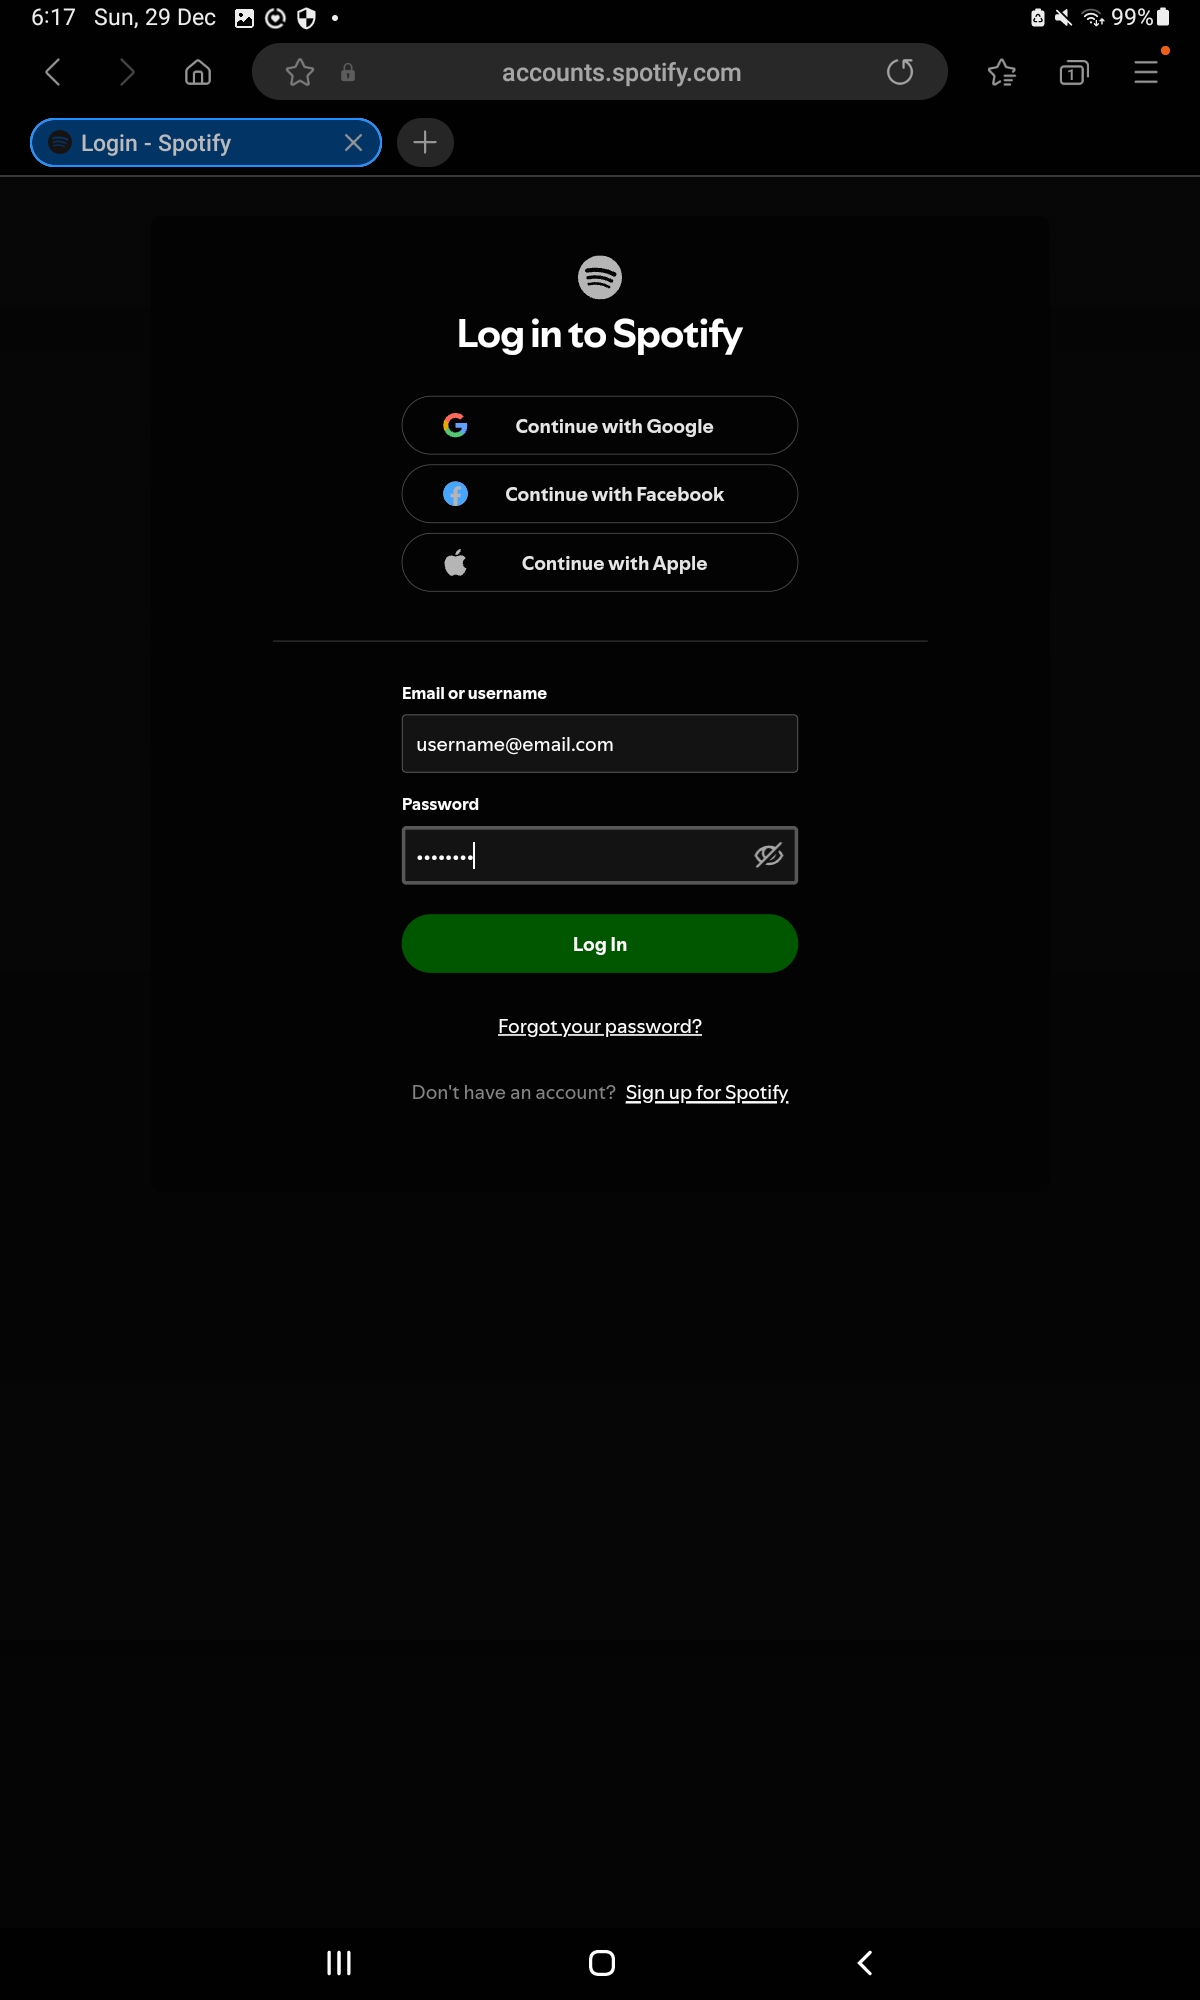 6:17 Sun, 29 Dec
99%
accounts.spotify.com
1
Login - Spotify
Log in to Spotify
Continue with Google
Continue with Facebook
Continue with Apple
Email or username
username@email.com
Password
••••••••
Log In
Forgot your password?
Don't have an account? Sign up for Spotify